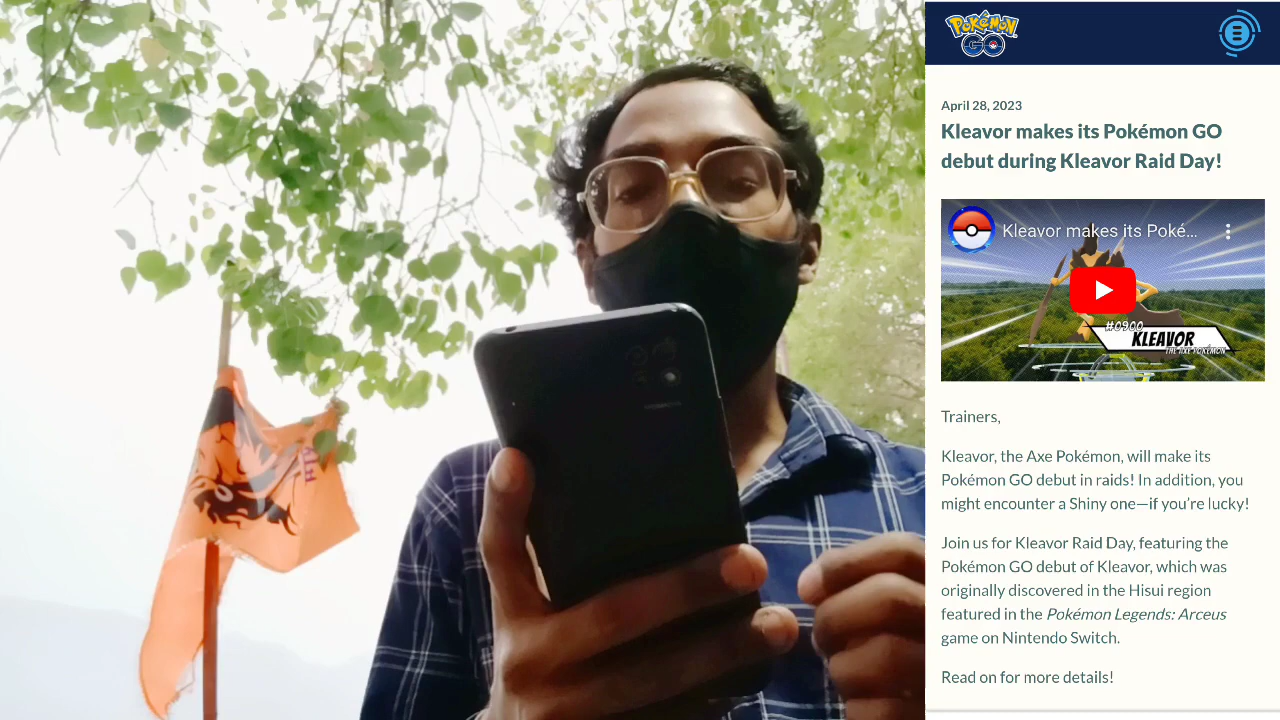 POKÉMON
GO
April 28, 2023
Kleavor makes its Pokémon GO
debut during Kleavor Raid Day!
Kleavor makes its Poké...
#0900
KLEAVOR
THE AXE POKÉMON
Trainers,
Kleavor, the Axe Pokémon, will make its
Pokémon GO debut in raids! In addition, you
might encounter a Shiny one—if you’re lucky!
Join us for Kleavor Raid Day, featuring the
Pokémon GO debut of Kleavor, which was
originally discovered in the Hisui region
featured in the Pokémon Legends: Arceus
game on Nintendo Switch.
Read on for more details!